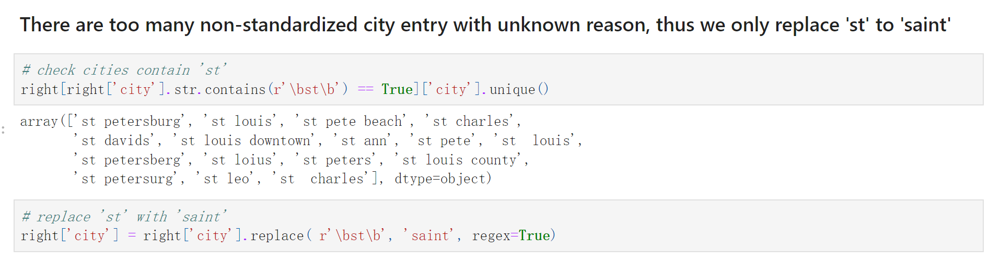 There are too many non-standardized city entry with unknown reason, thus we only replace 'st' to 'saint'
# check cities contain 'st'
right[right['city'].str.contains(r'\bst\b') == True]['city'].unique()
array(['st petersburg', 'st louis', 'st pete beach', 'st charles',
'st davids', 'st louis downtown', 'st ann', 'st pete', 'st  louis',
'st petersberg', 'st loius', 'st peters', 'st louis county',
'st petersurg', 'st leo', 'st  charles'], dtype=object)
# replace 'st' with 'saint'
right['city'] = right['city'].replace( r'\bst\b', 'saint', regex=True)